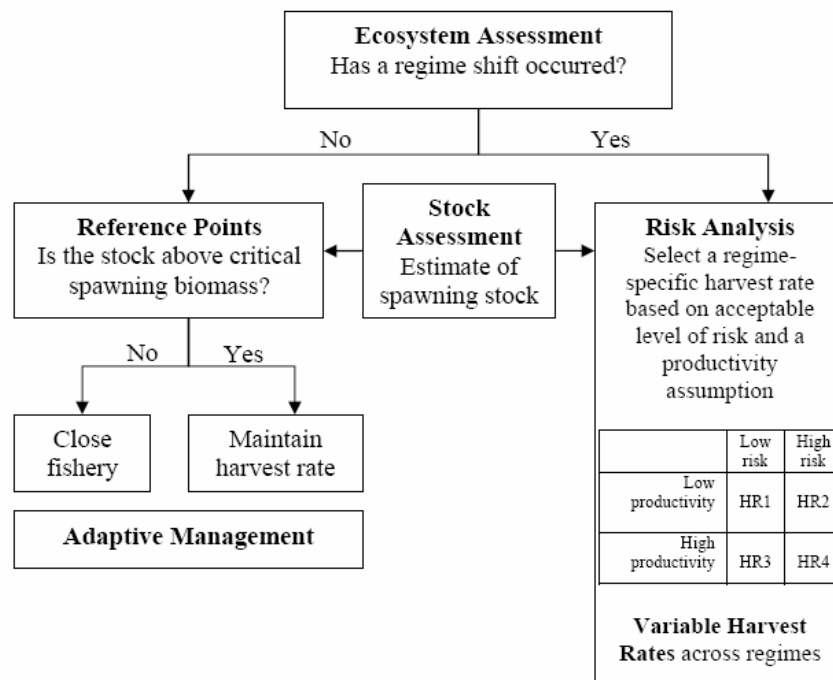 Ecosystem Assessment
Has a regime shift occurred?
No
Yes
Reference Points
Is the stock above critical
spawning biomass?
Stock
Assessment
Estimate of
spawning stock
Risk Analysis
Select a regime-
specific harvest rate
based on acceptable
level of risk and a
productivity
assumption
No
Yes
Close
fishery
Maintain
harvest rate
Adaptive Management
Low
risk
High
risk
Low
productivity
HR1
HR2
High
productivity
HR3
HR4
Variable Harvest
Rates across regimes